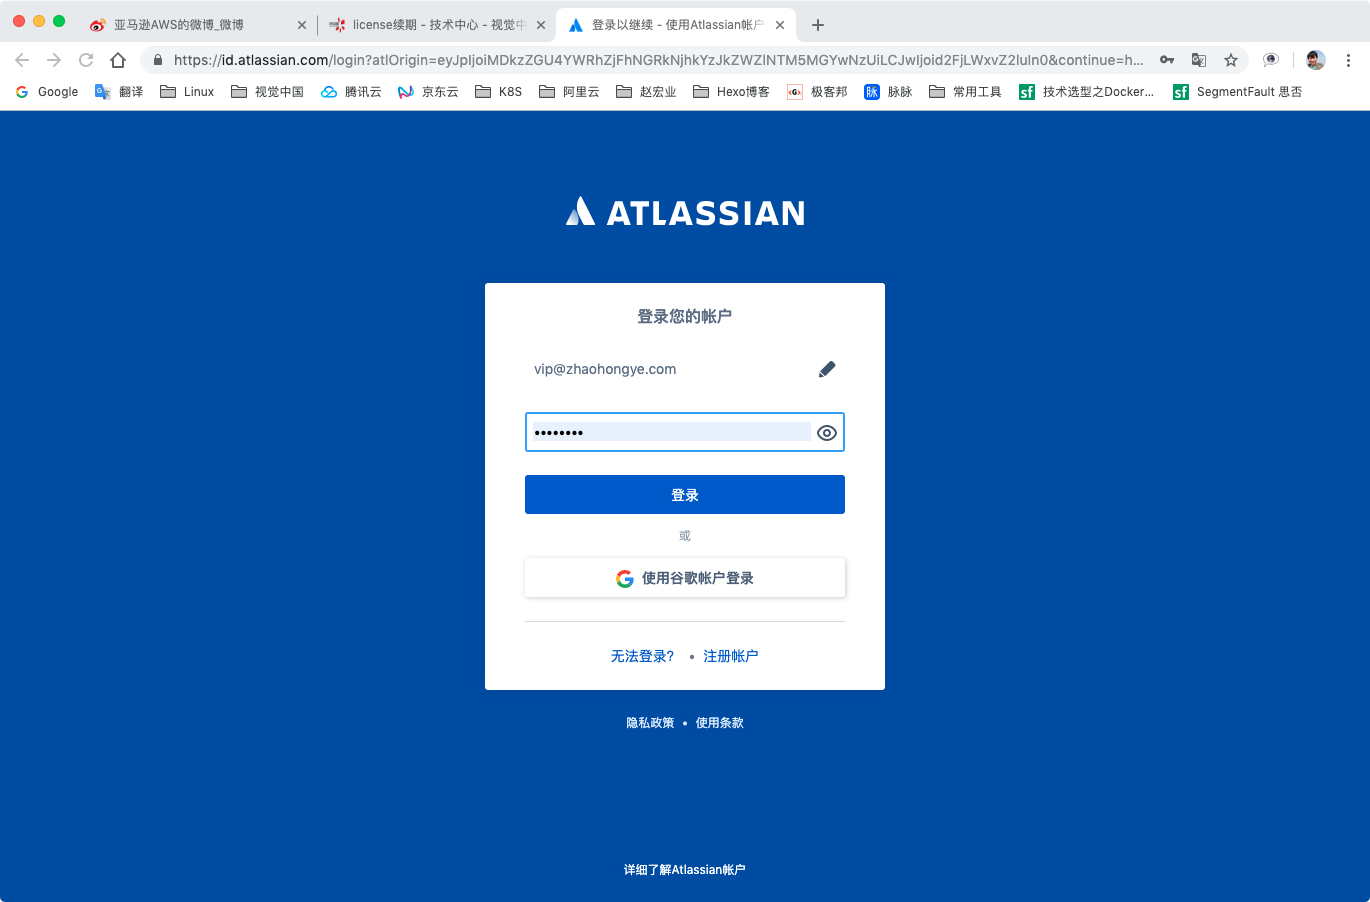 亚马逊AWS的微博_微博
license续期 - 技术中心 - 视觉中
登录以继续 - 使用Atlassian帐户
https://id.atlassian.com/login?atlOrigin=eyJpIjoiMDkzZGU4YWRhZjFhNGRkNjhkYzJkZWZlNTM5MGYwNzUiLCJwIjoid2FjLWxvZ2luIn0&continue=h...
Google 翻译 Linux 视觉中国 腾讯云 京东云 K8S 阿里云 赵宏业 Hexo博客 极客邦 脉脉 常用工具 技术选型之Docker... SegmentFault 思否
ATLASSIAN
登录您的帐户
vip@zhaohongye.com
••••••••
登录
或
使用谷歌帐户登录
无法登录? • 注册帐户
隐私政策 • 使用条款
详细了解Atlassian帐户